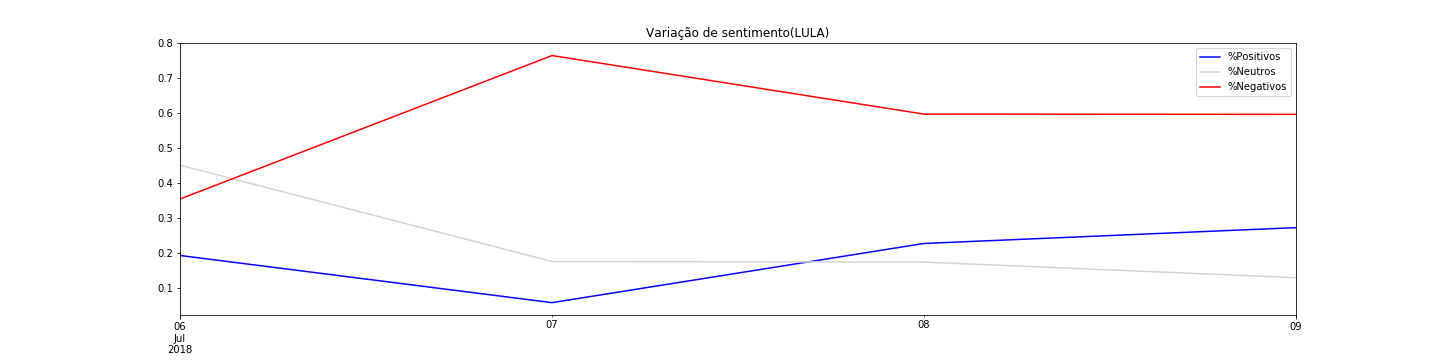 Variação de sentimento(LULA)
%Positivos
%Neutros
%Negativos
0.8
0.7
0.6
0.5
0.4
0.3
0.2
0.1
06
Jul
2018
07
08
09